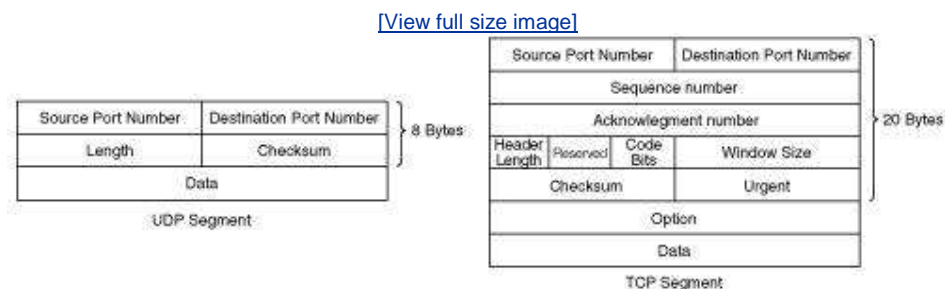 [View full size image]
Source Port Number Destination Port Number
Length Checksum
Data
8 Bytes
UDP Segment
Source Port Number Destination Port Number
Sequence number
Acknowlegment number
Header Length Reserved Code Bits Window Size
Checksum Urgent
Option
Data
20 Bytes
TCP Segment